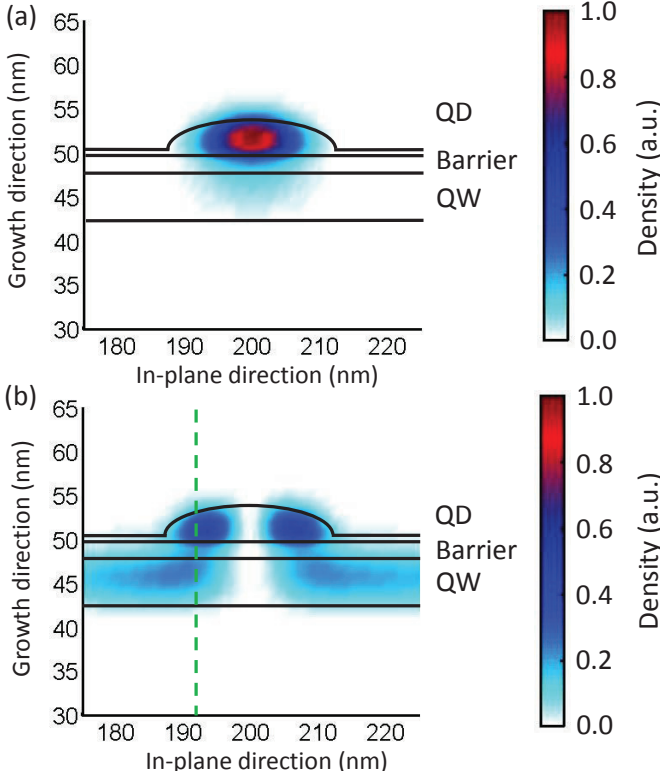 (a)
65
60
55
50
45
40
35
30
Growth direction (nm)
180 190 200 210 220
In-plane direction (nm)
QD
Barrier
QW
1.0
0.8
0.6
0.4
0.2
0.0
Density (a.u.)
(b)
65
60
55
50
45
40
35
30
Growth direction (nm)
180 190 200 210 220
In-plane direction (nm)
QD
Barrier
QW
1.0
0.8
0.6
0.4
0.2
0.0
Density (a.u.)